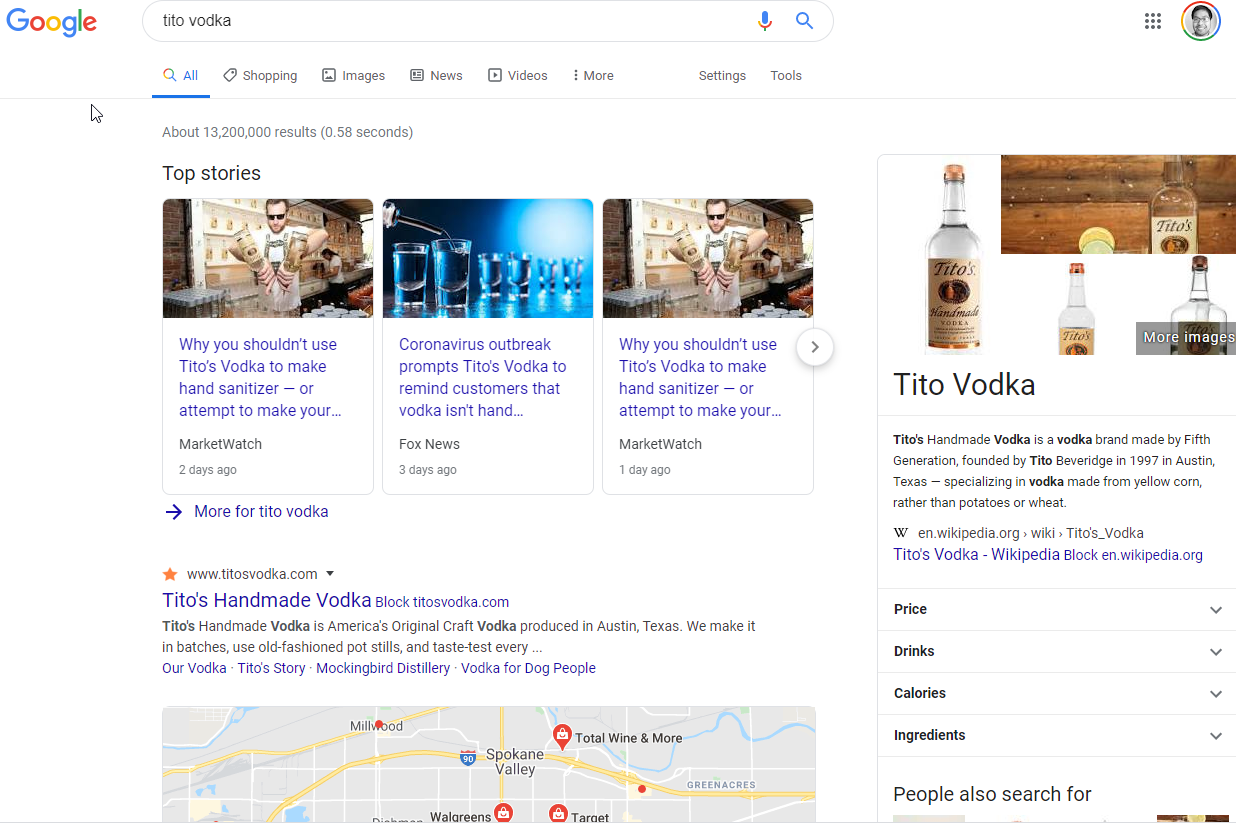 Google
tito vodka
All
Shopping
Images
News
Videos
More
Settings
Tools
About 13,200,000 results (0.58 seconds)
Top stories
Why you shouldn’t use
Tito’s Vodka to make
hand sanitizer — or
attempt to make your...
MarketWatch
2 days ago
Coronavirus outbreak
prompts Tito's Vodka to
remind customers that
vodka isn't hand...
Fox News
3 days ago
Why you shouldn’t use
Tito’s Vodka to make
hand sanitizer — or
attempt to make your...
MarketWatch
1 day ago
More for tito vodka
www.titosvodka.com
Tito's Handmade Vodka Block titosvodka.com
Tito's Handmade Vodka is America's Original Craft Vodka produced in Austin, Texas. We make it
in batches, use old-fashioned pot stills, and taste-test every ...
Our Vodka · Tito's Story · Mockingbird Distillery · Vodka for Dog People
Millwood
Total Wine & More
90
Spokane
Valley
GREENACRES
Walgreens
Target
Dishman
Tito's
Handmade
VODKA
Tito's
Tito's
More images
Tito Vodka
Tito's Handmade Vodka is a vodka brand made by Fifth
Generation, founded by Tito Beveridge in 1997 in Austin,
Texas — specializing in vodka made from yellow corn,
rather than potatoes or wheat.
W en.wikipedia.org › wiki › Tito's_Vodka
Tito's Vodka - Wikipedia Block en.wikipedia.org
Price
Drinks
Calories
Ingredients
People also search for